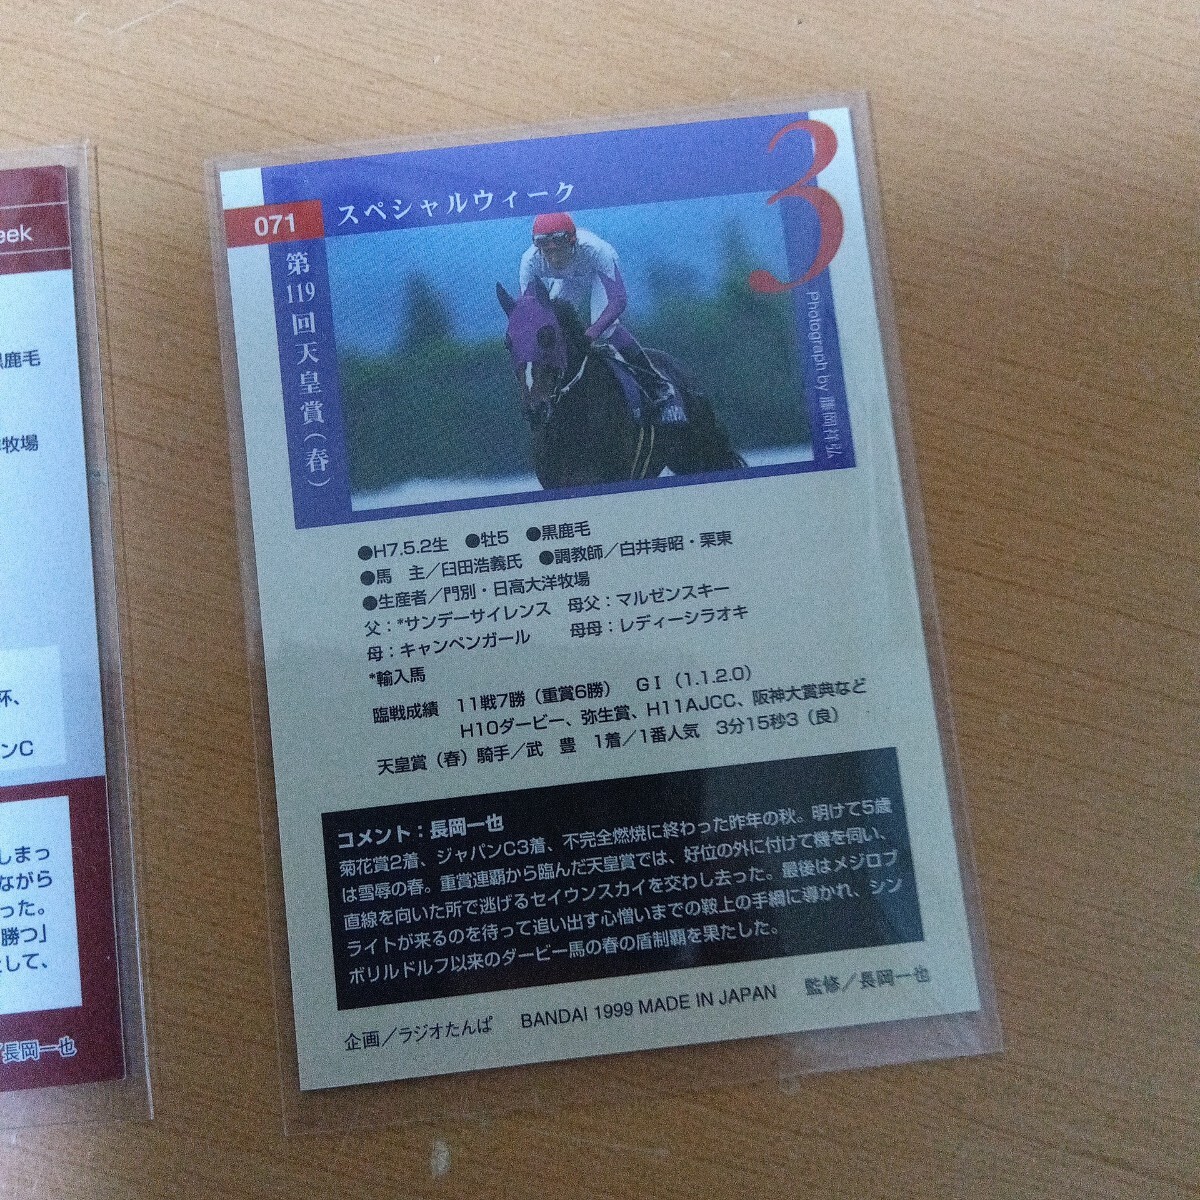 eek
黒鹿毛
牧場
杯、
ンC
しまっ
ながら
った。
勝つ」
として、
長岡一也
3
071
スペシャルウィーク
第119回天皇賞(春)
Photograph by 藤岡祥弘
●H7.5.2生 ●牡5 ●黒鹿毛
●馬 主/臼田浩義氏 ●調教師/白井寿昭・栗東
●生産者/門別・日高大洋牧場
父:*サンデーサイレンス 母父:マルゼンスキー
母:キャンペンガール 母母:レディーシラオキ
*輸入馬
臨戦成績 11戦7勝(重賞6勝) GⅠ(1.1.2.0)
H10ダービー、弥生賞、H11AJCC、阪神大賞典など
天皇賞(春)騎手/武 豊 1着/1番人気 3分15秒3(良)
コメント:長岡一也
菊花賞2着、ジャパンC3着、不完全燃焼に終わった昨年の秋。明けて5歳
は雪辱の春。重賞連覇から臨んだ天皇賞では、好位の外に付けて機を伺い、
直線を向いた所で逃げるセイウンスカイを交わし去った。最後はメジロブ
ライトが来るのを待って追い出す心憎いまでの鞍上の手綱に導かれ、シン
ボリルドルフ以来のダービー馬の春の盾制覇を果たした。
企画/ラジオたんぱ BANDAI 1999 MADE IN JAPAN 監修/長岡一也